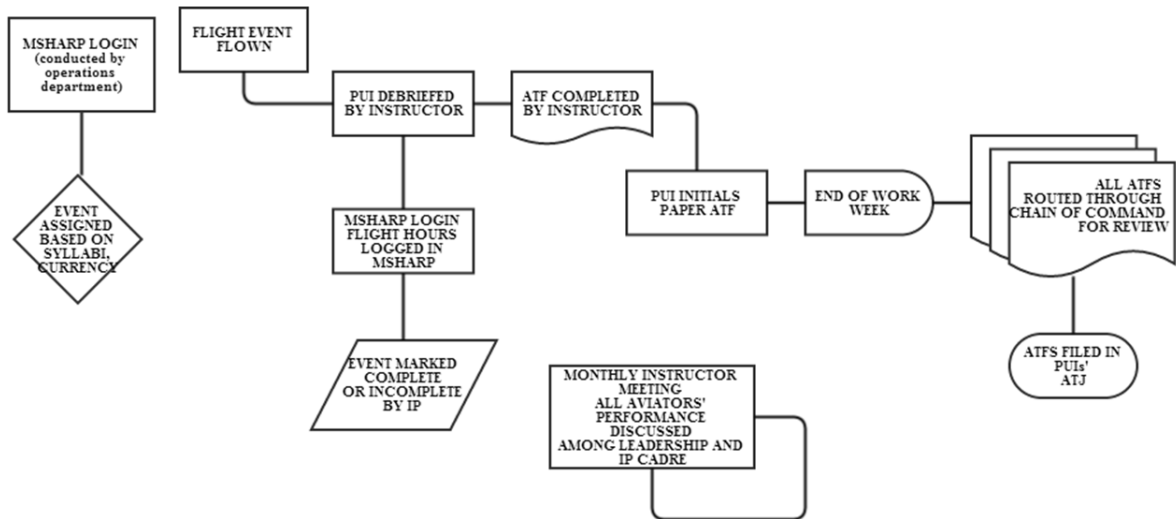 MSHARP LOGIN
(conducted by
operations
department)
EVENT
ASSIGNED
BASED ON
SYLLABI,
CURRENCY
FLIGHT EVENT
FLOWN
PUI DEBRIEFED
BY INSTRUCTOR
ATF COMPLETED
BY INSTRUCTOR
MSHARP LOGIN
FLIGHT HOURS
LOGGED IN
MSHARP
EVENT MARKED
COMPLETE
OR INCOMPLETE
BY IP
PUI INITIALS
PAPER ATF
END OF WORK
WEEK
ALL ATFS
ROUTED THROUGH
CHAIN OF COMMAND
FOR REVIEW
ATFS FILED IN
PUIs'
ATJ
MONTHLY INSTRUCTOR
MEETING
ALL AVIATORS'
PERFORMANCE
DISCUSSED
AMONG LEADERSHIP AND
IP CADRE